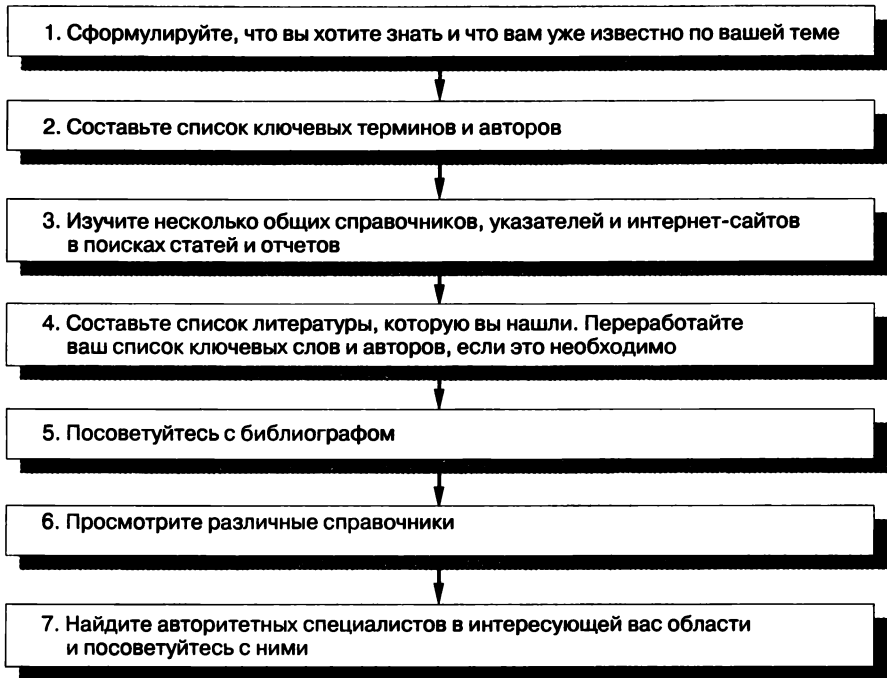 1. Сформулируйте, что вы хотите знать и что вам уже известно по вашей теме
2. Составьте список ключевых терминов и авторов
3. Изучите несколько общих справочников, указателей и интернет-сайтов
в поисках статей и отчетов
4. Составьте список литературы, которую вы нашли. Переработайте
ваш список ключевых слов и авторов, если это необходимо
5. Посоветуйтесь с библиографом
6. Просмотрите различные справочники
7. Найдите авторитетных специалистов в интересующей вас области
и посоветуйтесь с ними